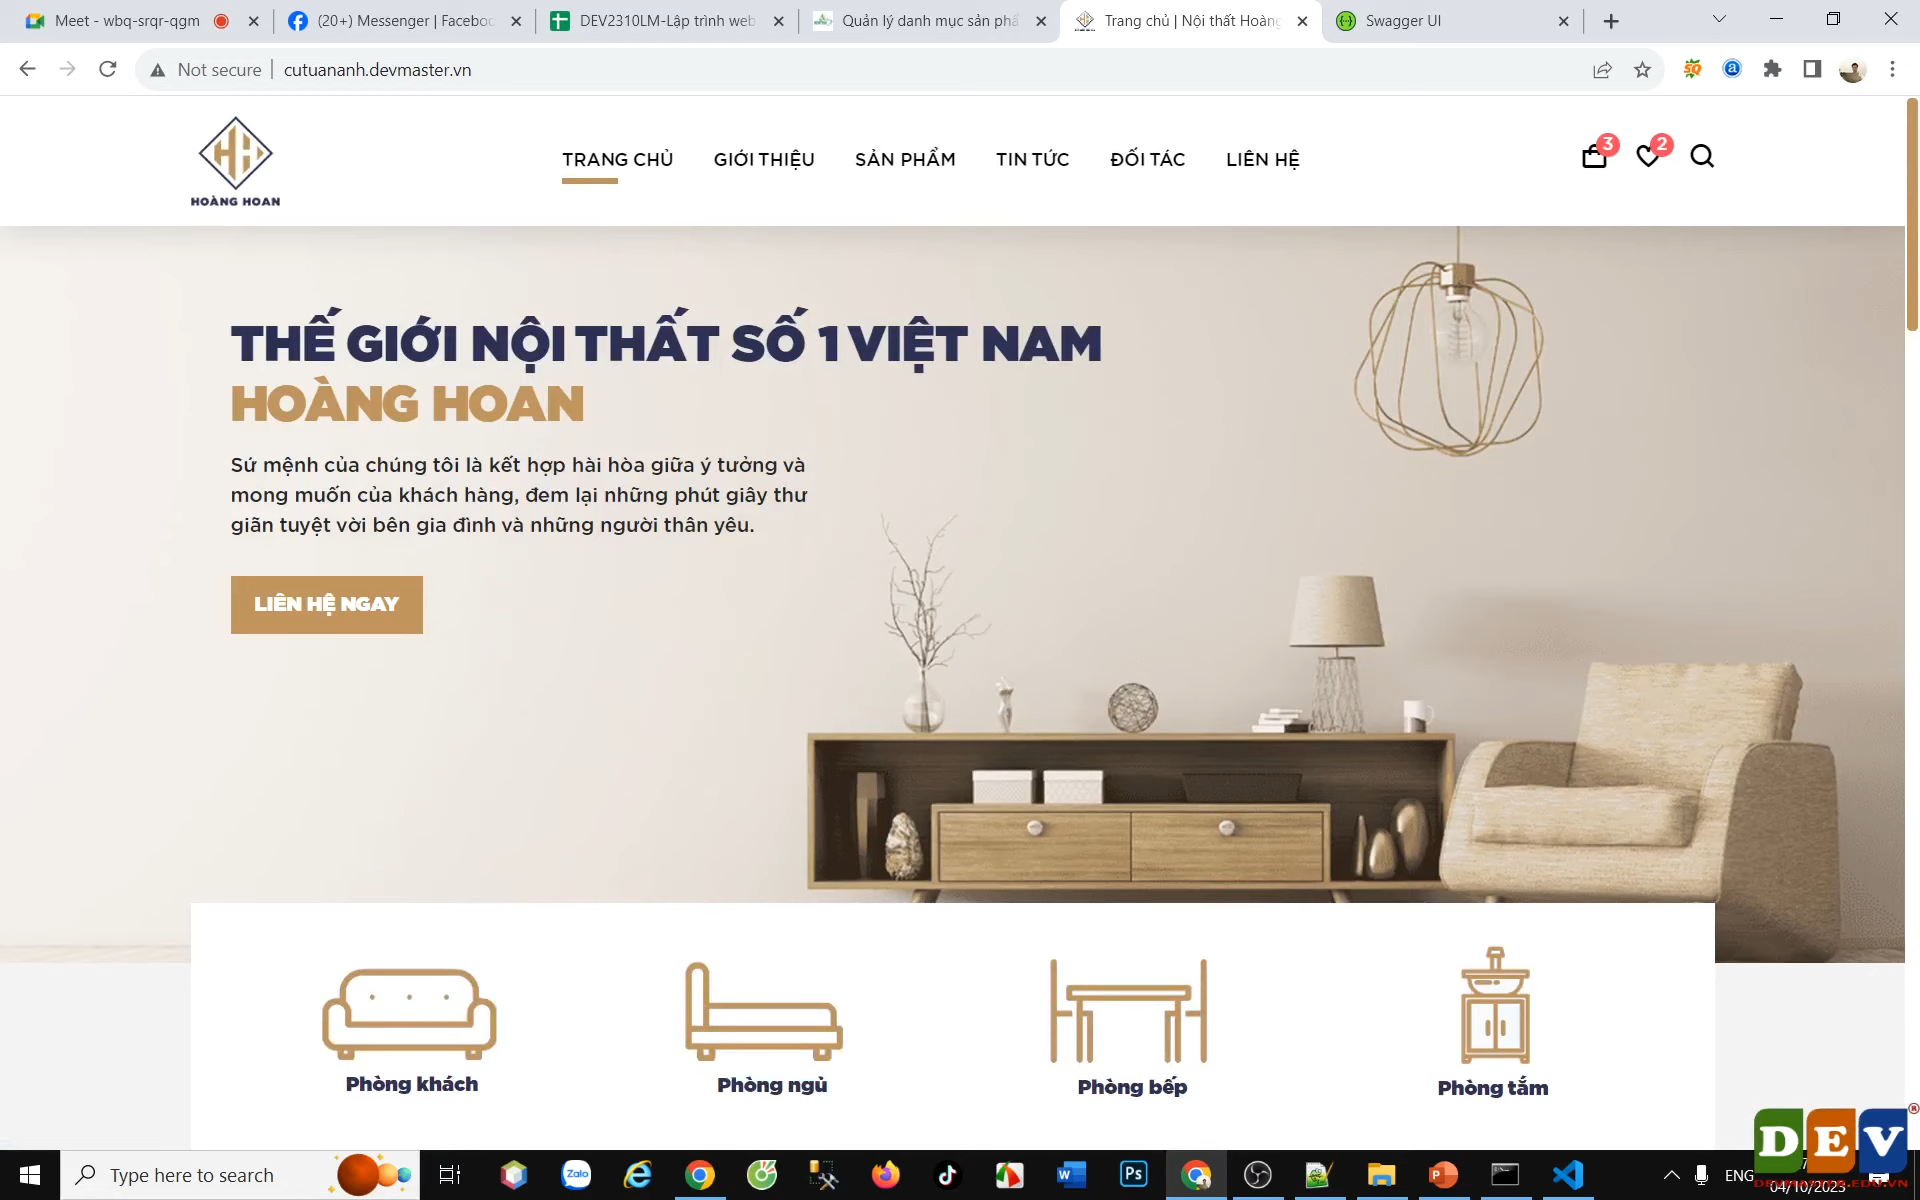 Meet - wbq-srqr-qgm
(20+) Messenger | Faceboo
DEV2310LM-Lập trình web
Quản lý danh mục sản phẩ
Trang chủ | Nội thất Hoàng
Swagger UI
Not secure
cutuananh.devmaster.vn
HOÀNG HOAN
TRANG CHỦ
GIỚI THIỆU
SẢN PHẨM
TIN TỨC
ĐỐI TÁC
LIÊN HỆ
3
2
THẾ GIỚI NỘI THẤT SỐ 1 VIỆT NAM
HOÀNG HOAN
Sứ mệnh của chúng tôi là kết hợp hài hòa giữa ý tưởng và
mong muốn của khách hàng, đem lại những phút giây thư
giãn tuyệt vời bên gia đình và những người thân yêu.
LIÊN HỆ NGAY
Phòng khách
Phòng ngủ
Phòng bếp
Phòng tắm
DEV
DEVMASTER.EDU.VN
Type here to search
Zalo
ENG
04/10/2023